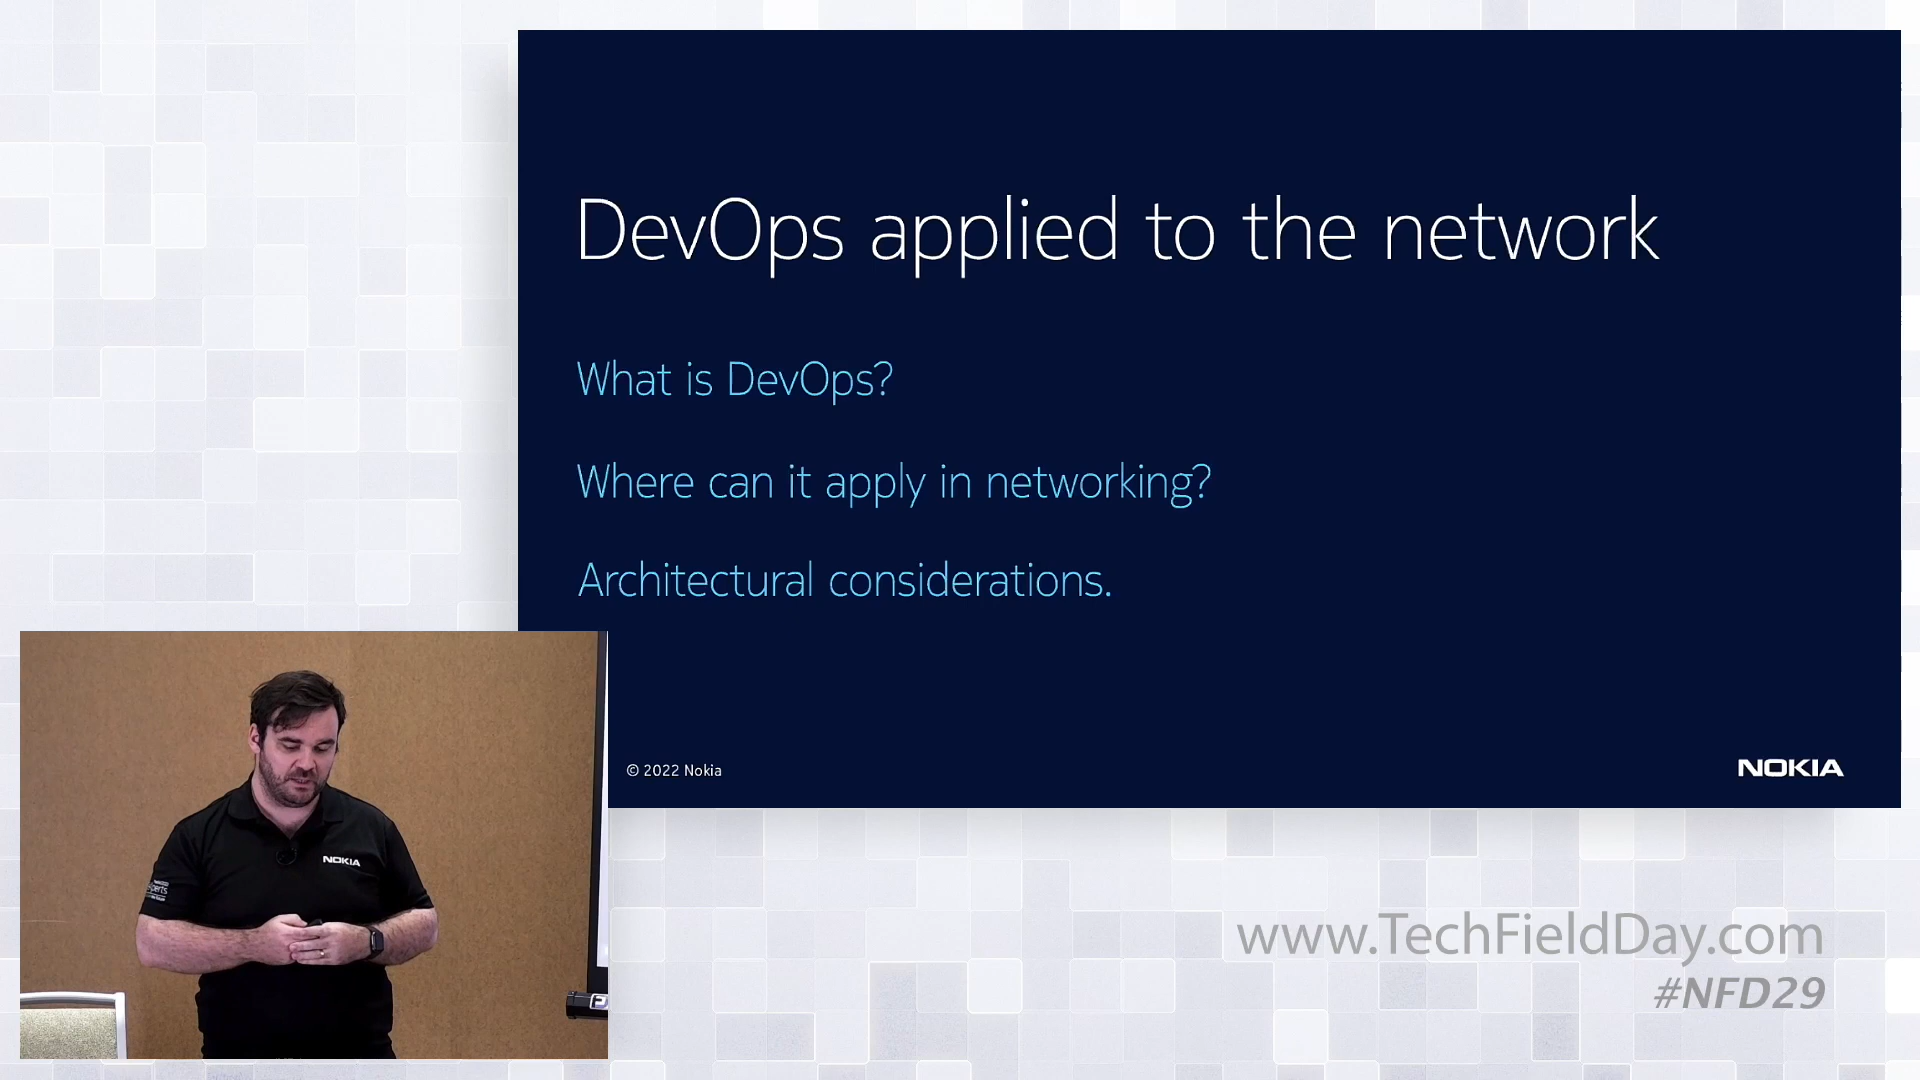 DevOps applied to the network
What is DevOps?
Where can it apply in networking?
Architectural considerations.
© 2022 Nokia
NOKIA
NOKIA
www.TechFieldDay.com
#NFD29